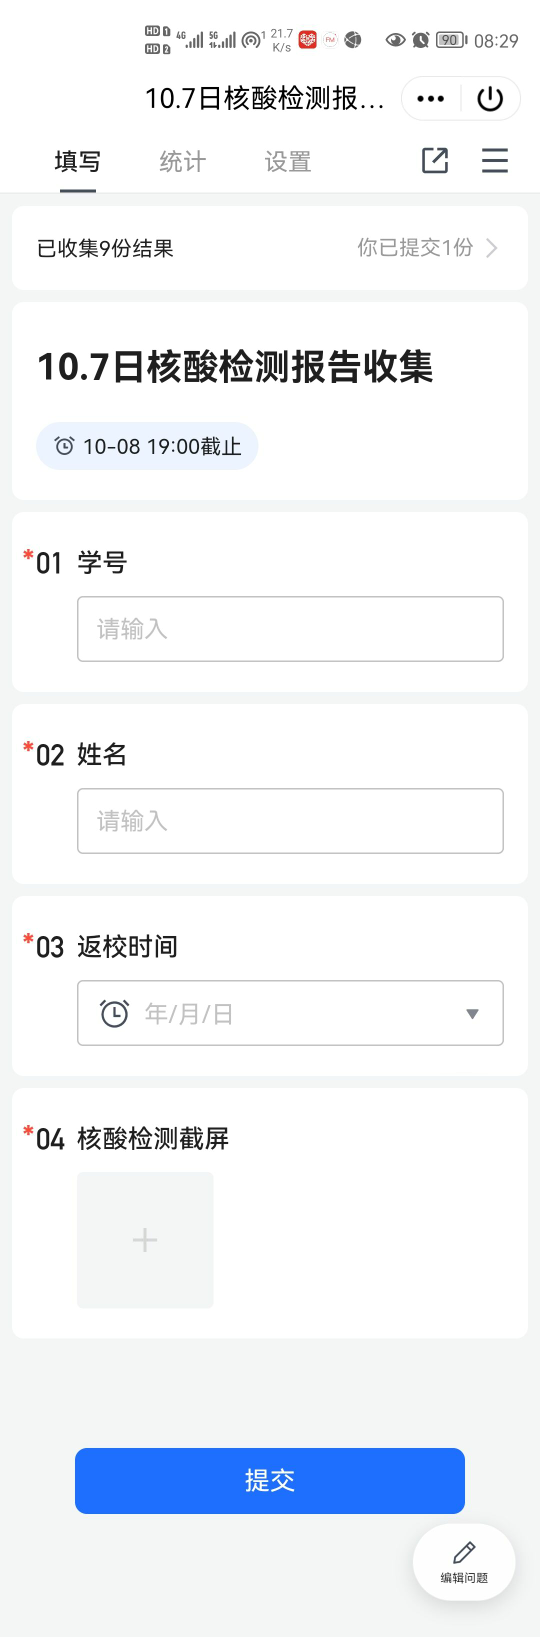 HD 1 4G 5G 1 21.7 90 08:29
HD 2 K/s
10.7日核酸检测报...
填写 统计 设置
已收集9份结果 你已提交1份
10.7日核酸检测报告收集
10-08 19:00截止
*01 学号
请输入
*02 姓名
请输入
*03 返校时间
年/月/日
*04 核酸检测截屏
提交
编辑问题